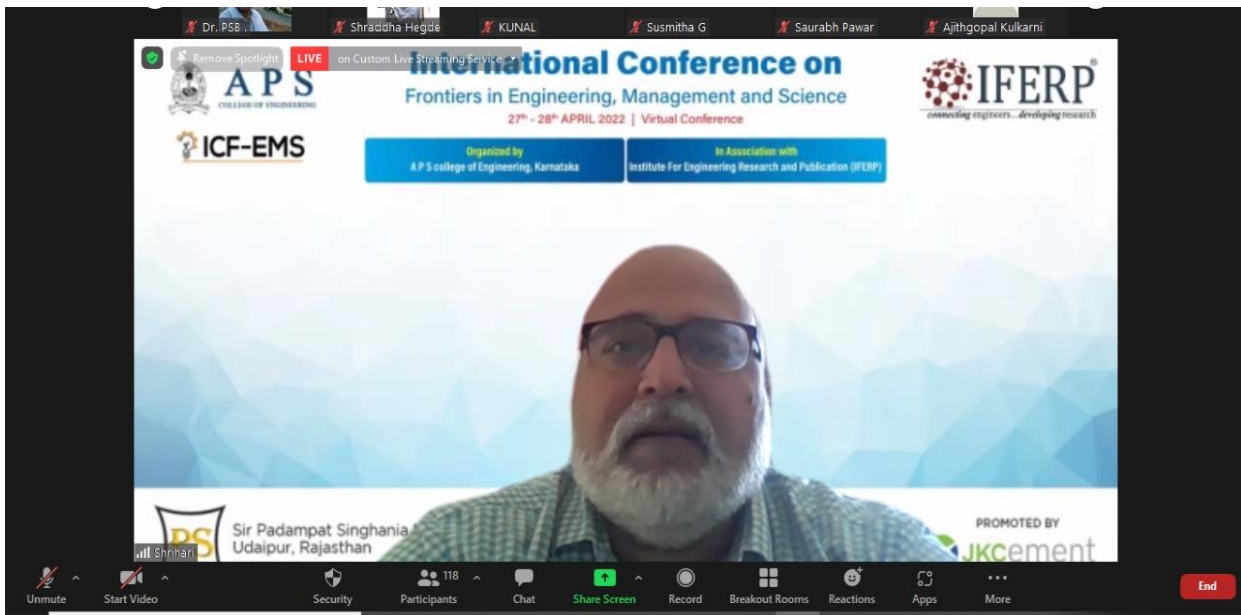 Dr. PSB .
Shraddha Hegde
KUNAL
Susmitha G
Saurabh Pawar
Ajithgopal Kulkarni
Remove Spotlight
LIVE on Custom Live Streaming Service
International Conference on
Frontiers in Engineering, Management and Science
27th - 28th APRIL 2022 | Virtual Conference
A P S
COLLEGE OF ENGINEERING
ICF-EMS
IFERP®
connecting engineers...developing research
Organized by
A P S college of Engineering, Karnataka
In Association with
Institute For Engineering Research and Publication (IFERP)
PS
Sir Padampat Singhania
Udaipur, Rajasthan
Shrihari
PROMOTED BY
JKcement
Unmute
Start Video
Security
118
Participants
Chat
Share Screen
Record
Breakout Rooms
Reactions
Apps
More
End